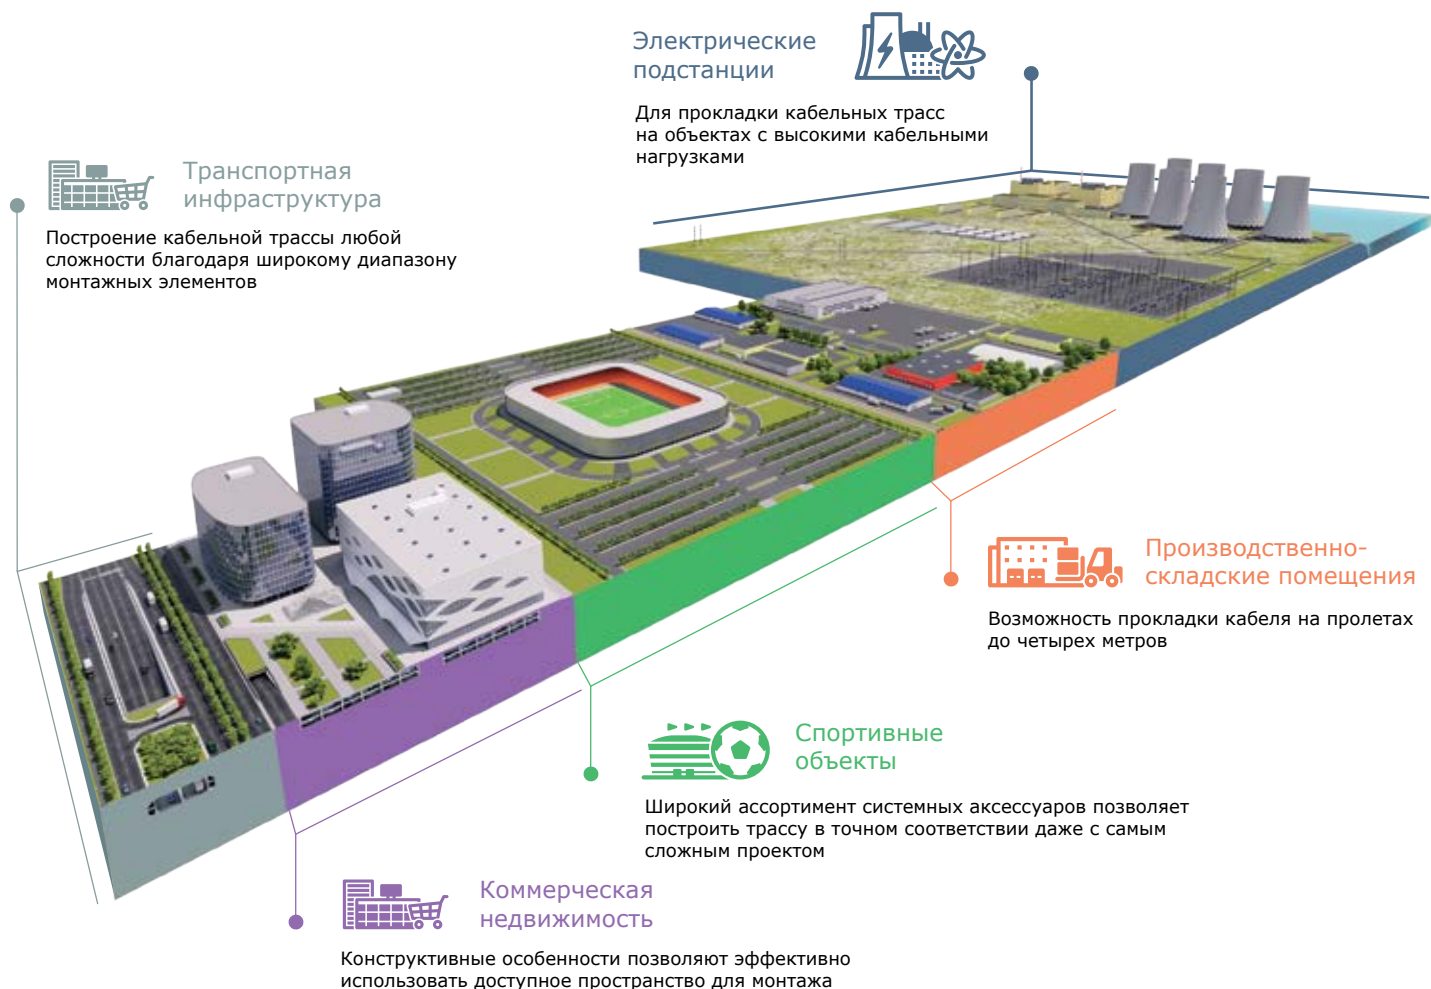 Электрические
подстанции
Для прокладки кабельных трасс
на объектах с высокими кабельными
нагрузками
Транспортная
инфраструктура
Построение кабельной трассы любой
сложности благодаря широкому диапазону
монтажных элементов
Производственно-
складские помещения
Возможность прокладки кабеля на пролетах
до четырех метров
Спортивные
объекты
Широкий ассортимент системных аксессуаров позволяет
построить трассу в точном соответствии даже с самым
сложным проектом
Коммерческая
недвижимость
Конструктивные особенности позволяют эффективно
использовать доступное пространство для монтажа